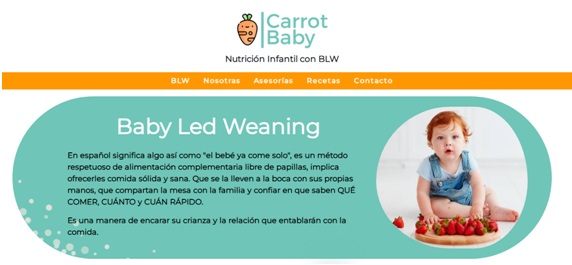 Carrot
Baby
Nutrición Infantil con BLW
BLW Nosotras Asesorías Recetas Contacto
Baby Led Weaning
En español significa algo así como "el bebé ya come solo", es un método
respetuoso de alimentación complementaria libre de papillas, implica
ofrecerles comida sólida y sana. Que se la lleven a la boca con sus propias
manos, que compartan la mesa con la familia y confiar en que saben QUÉ
COMER, CUÁNTO y CUÁN RÁPIDO.
Es una manera de encarar su crianza y la relación que entablarán con la
comida.